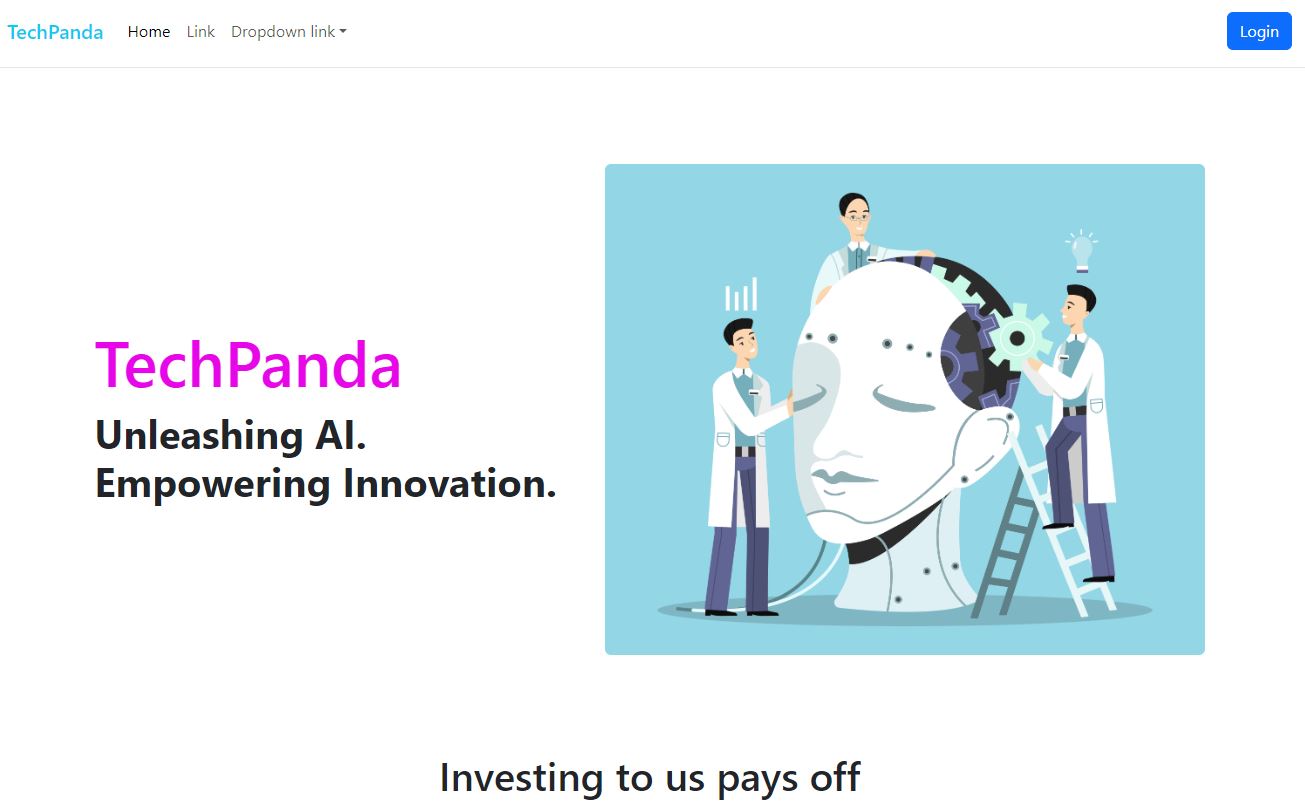 TechPanda Home Link Dropdown link Login
TechPanda
Unleashing AI.
Empowering Innovation.
Investing to us pays off